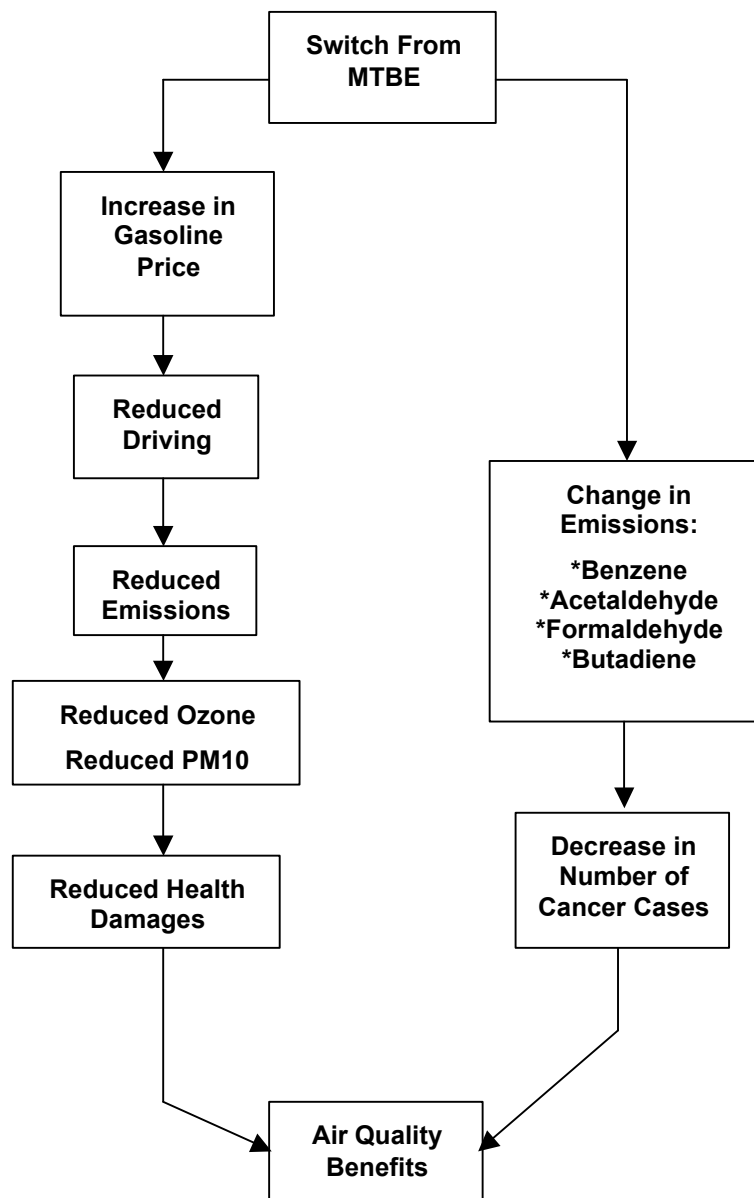 Switch From
MTBE
Increase in
Gasoline
Price
Reduced
Driving
Reduced
Emissions
Reduced Ozone
Reduced PM10
Reduced Health
Damages
Change in
Emissions:
*Benzene
*Acetaldehyde
*Formaldehyde
*Butadiene
Decrease in
Number of
Cancer Cases
Air Quality
Benefits